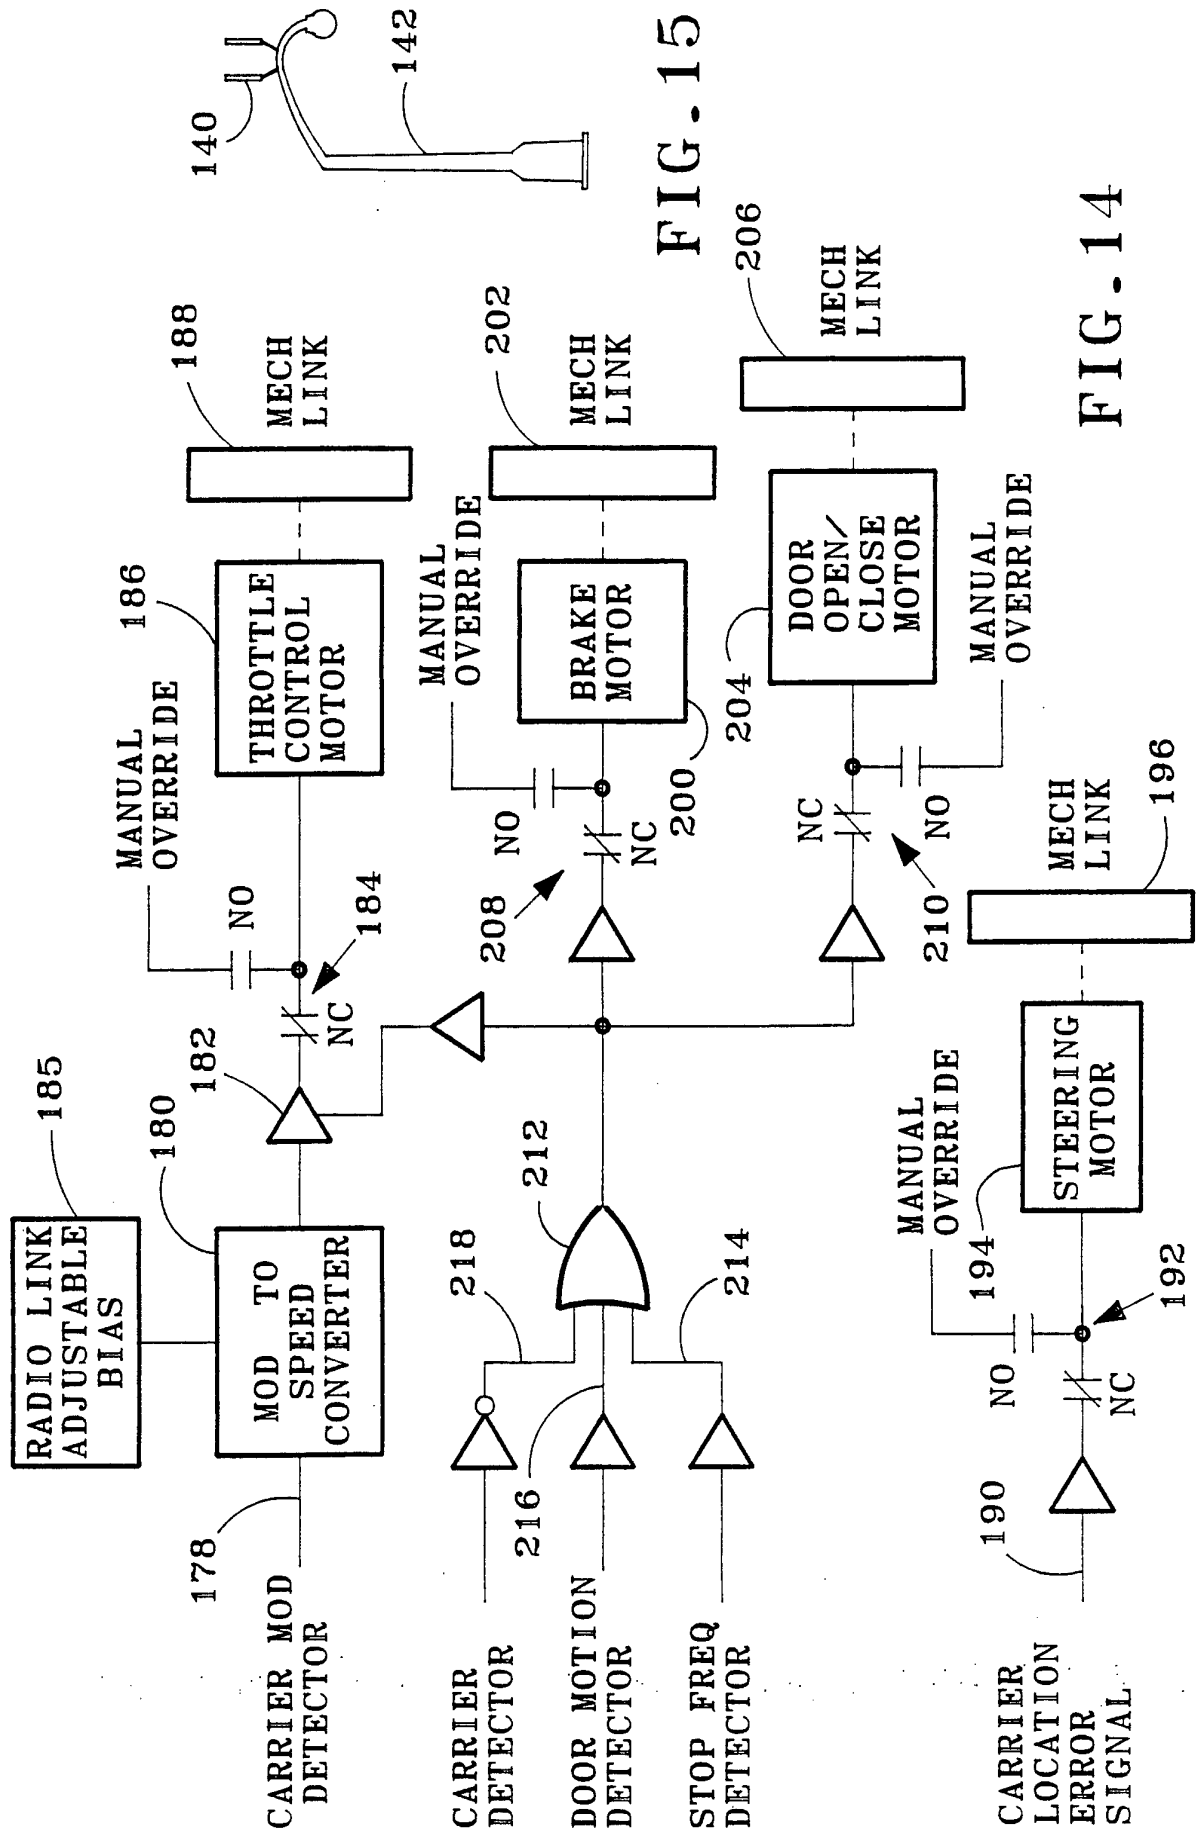 RADIO LINK
ADJUSTABLE
BIAS
185
CARRIER MOD
DETECTOR
178
MOD TO
SPEED
CONVERTER
180
182
NC
184
NO
MANUAL
OVERRIDE
THROTTLE
CONTROL
MOTOR
186
188
MECH
LINK
CARRIER
DETECTOR
218
DOOR MOTION
DETECTOR
216
STOP FREQ
DETECTOR
214
212
208
NC
NO
MANUAL
OVERRIDE
BRAKE
MOTOR
200
202
MECH
LINK
NC
NO
210
MANUAL
OVERRIDE
DOOR
OPEN/
CLOSE
MOTOR
204
206
MECH
LINK
CARRIER
LOCATION
ERROR
SIGNAL
190
NC
NO
192
MANUAL
OVERRIDE
STEERING
MOTOR
194
196
MECH
LINK
FIG.14
140
142
FIG.15